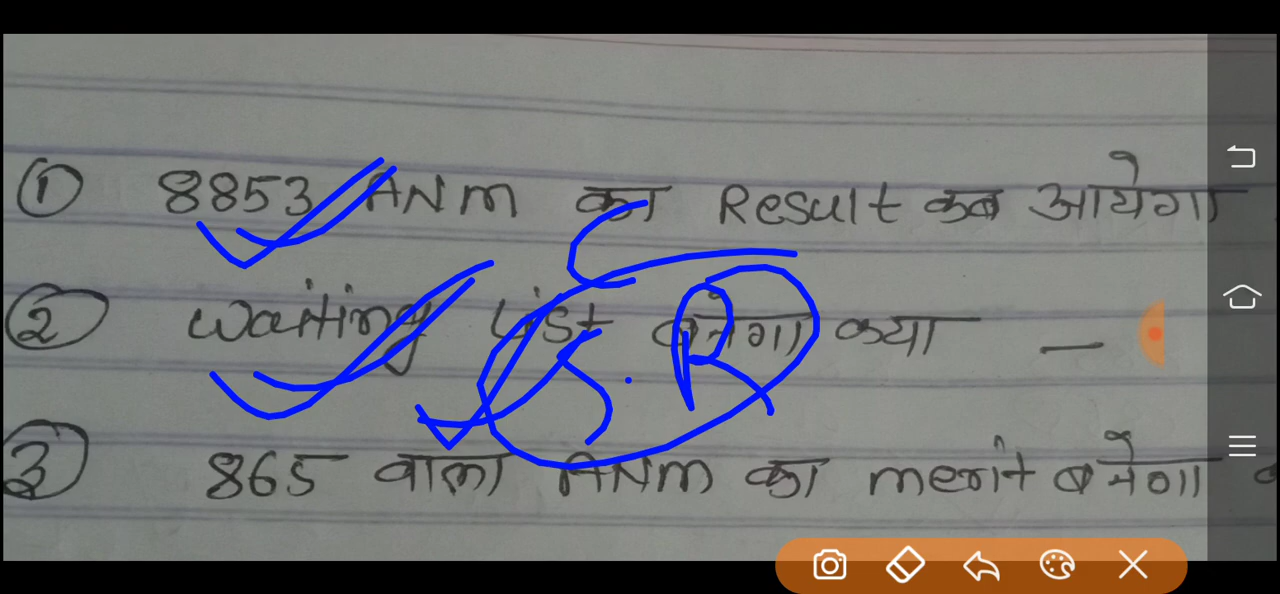 ① 8853 ANM का Result कब आयेगा
② waiting list बनेगा क्या —
S.R
③ 865 वाला ANM का merit बनेगा